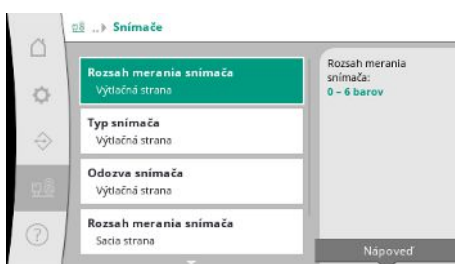 ..▸ Snímače
Rozsah merania snímača
Výtlačná strana
Typ snímača
Výtlačná strana
Odozva snímača
Výtlačná strana
Rozsah merania snímača
Sacia strana
Rozsah merania
snímača:
0 – 6 barov
Nápoveď